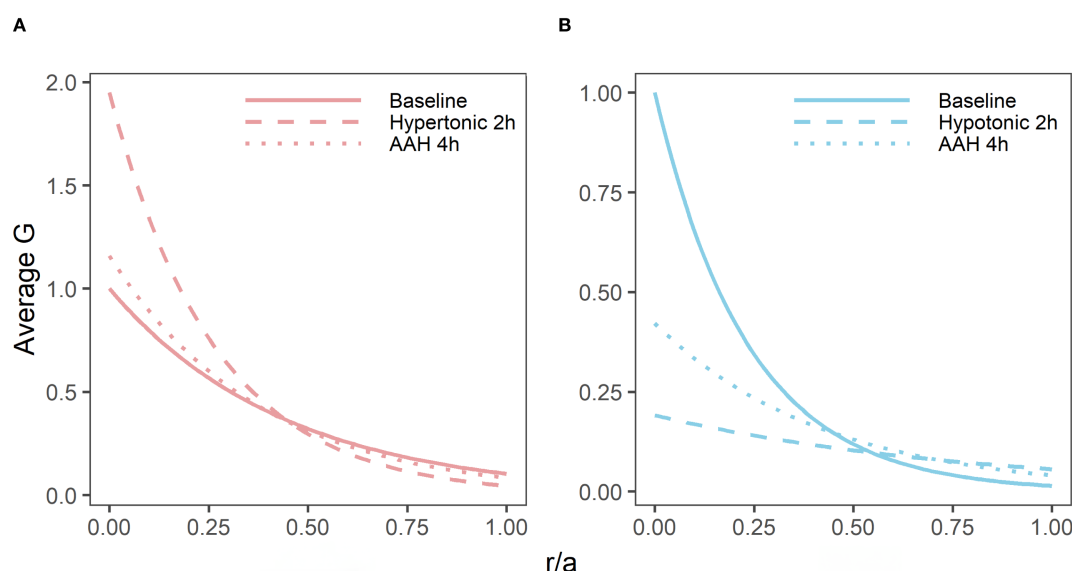 A
B
Average G
2.0
1.5
1.0
0.5
0.0
Baseline
Hypertonic 2h
AAH 4h
0.00 0.25 0.50 0.75 1.00
1.00
0.75
0.50
0.25
0.00
Baseline
Hypotonic 2h
AAH 4h
0.00 0.25 0.50 0.75 1.00
r/a